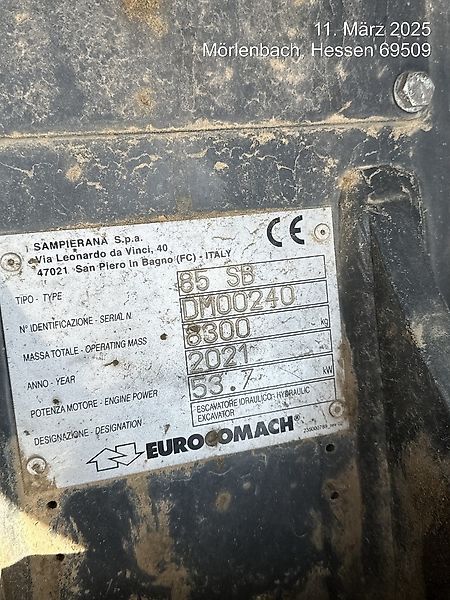 11. März 2025
Mörlenbach, Hessen 69509
CE
SAMPIERANA S.p.a.
Via Leonardo da Vinci, 40
47021 San Piero in Bagno (FC) - ITALY
TIPO - TYPE 85 SB
N° IDENTIFICAZIONE - SERIAL N. DM00240
MASSA TOTALE - OPERATING MASS 8300 kg
ANNO - YEAR 2021
POTENZA MOTORE - ENGINE POWER 53.7 kW
DESIGNAZIONE - DESIGNATION ESCAVATORE IDRAULICO - HYDRAULIC
EXCAVATOR
EUROCOMACH®